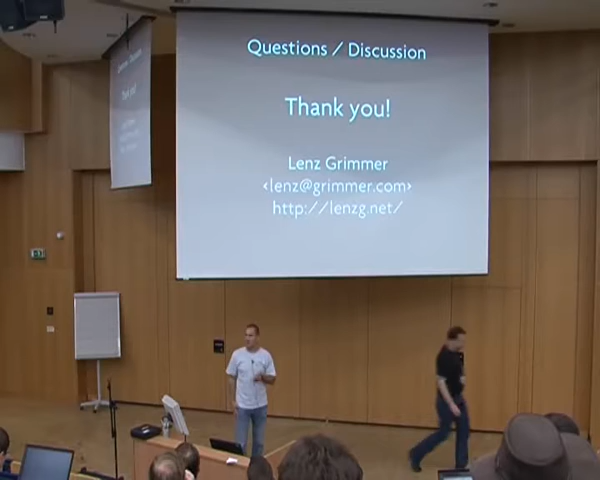 Questions / Discussion
Thank you!
Lenz Grimmer
<lenz@grimmer.com>
http://lenzg.net/